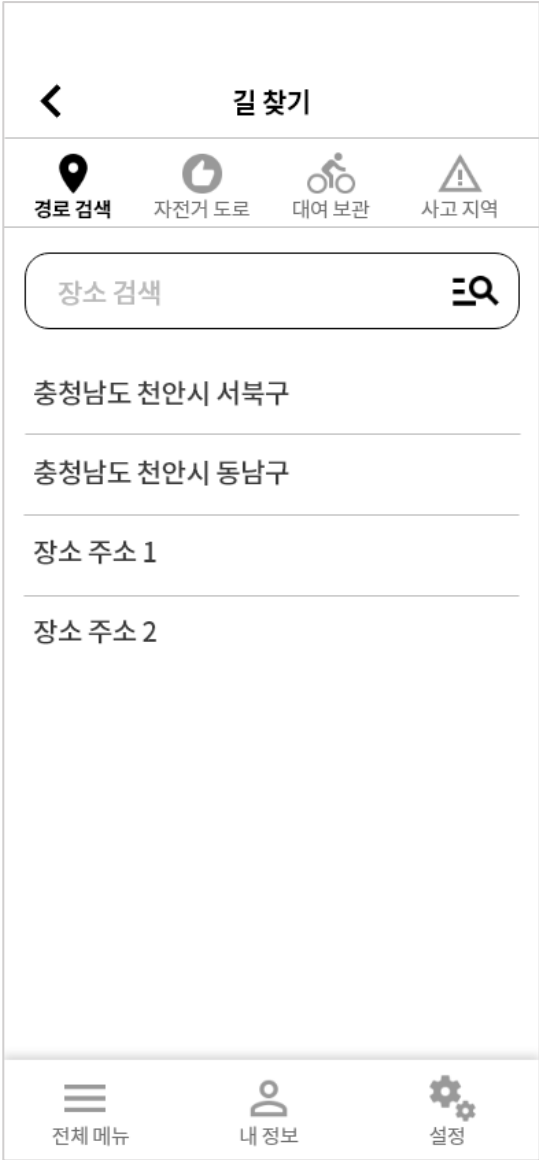 길 찾기
경로 검색 자전거 도로 대여 보관 사고 지역
장소 검색
충청남도 천안시 서북구
충청남도 천안시 동남구
장소 주소 1
장소 주소 2
전체 메뉴 내 정보 설정